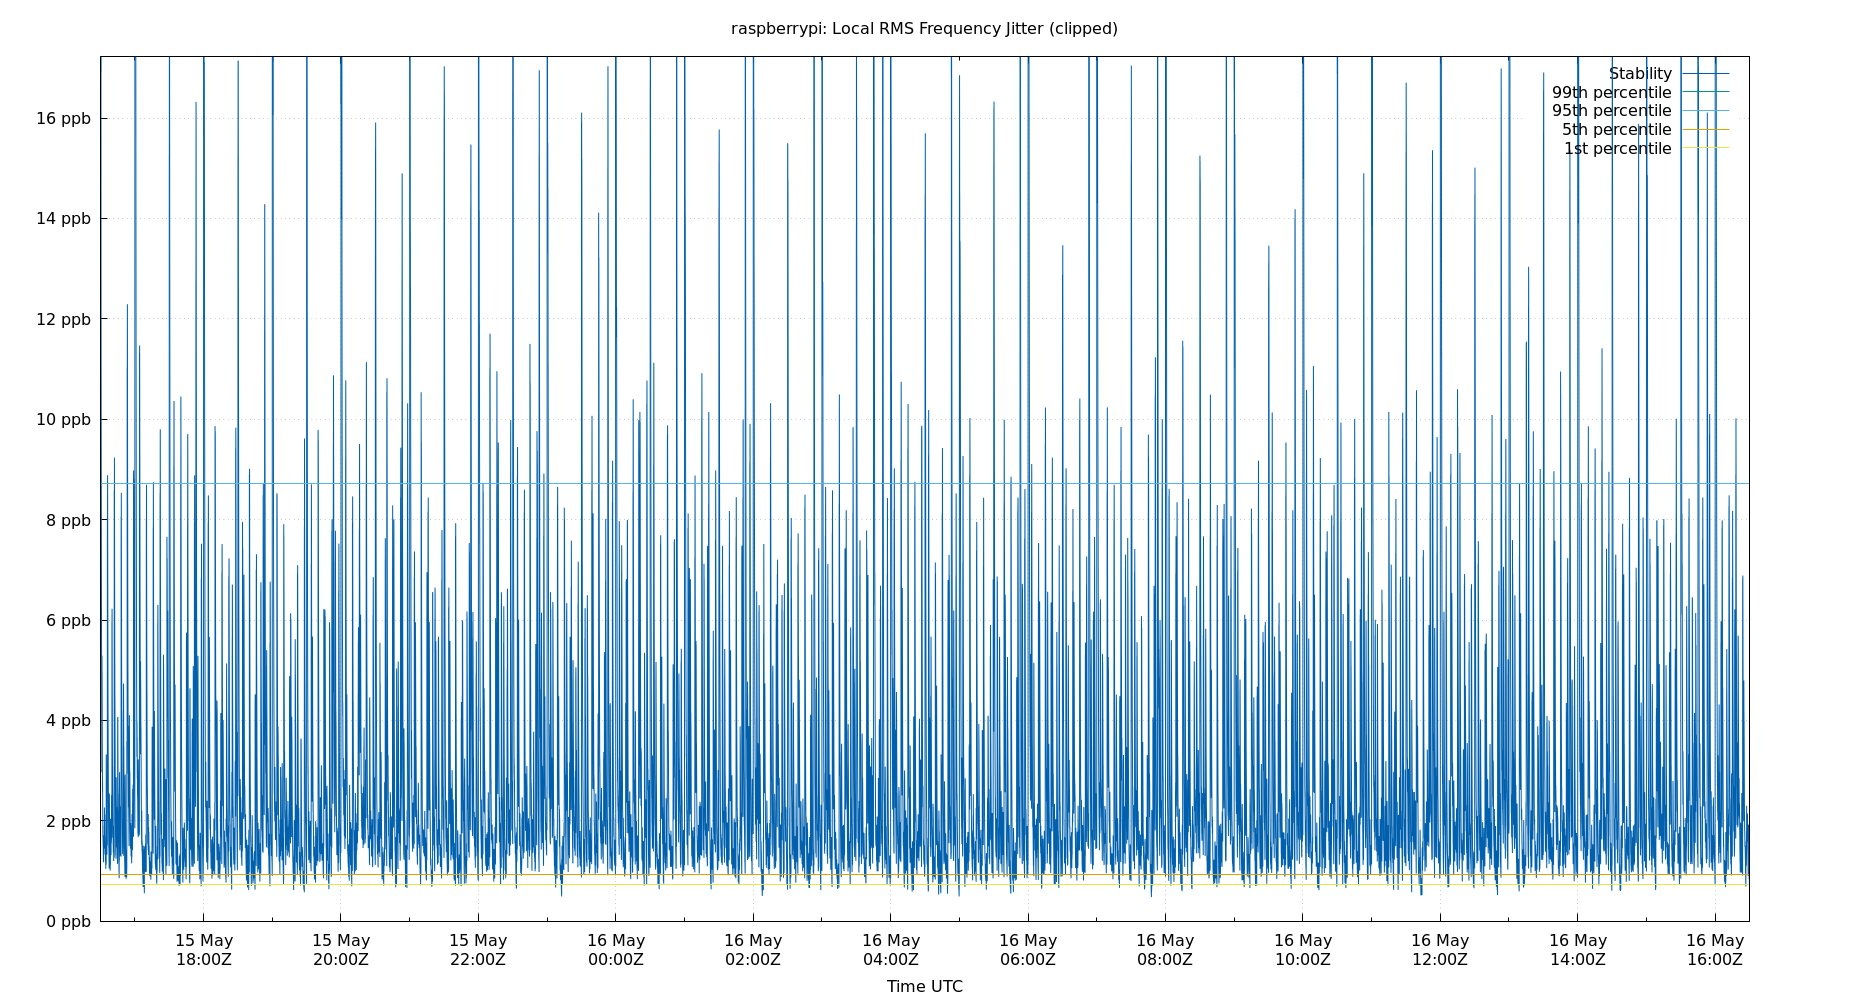 raspberrypi: Local RMS Frequency Jitter (clipped)
Stability
99th percentile
95th percentile
5th percentile
1st percentile
16 ppb
14 ppb
12 ppb
10 ppb
8 ppb
6 ppb
4 ppb
2 ppb
0 ppb
15 May 15 May 15 May 16 May 16 May 16 May 16 May 16 May 16 May 16 May 16 May 16 May
18:00Z 20:00Z 22:00Z 00:00Z 02:00Z 04:00Z 06:00Z 08:00Z 10:00Z 12:00Z 14:00Z 16:00Z
Time UTC